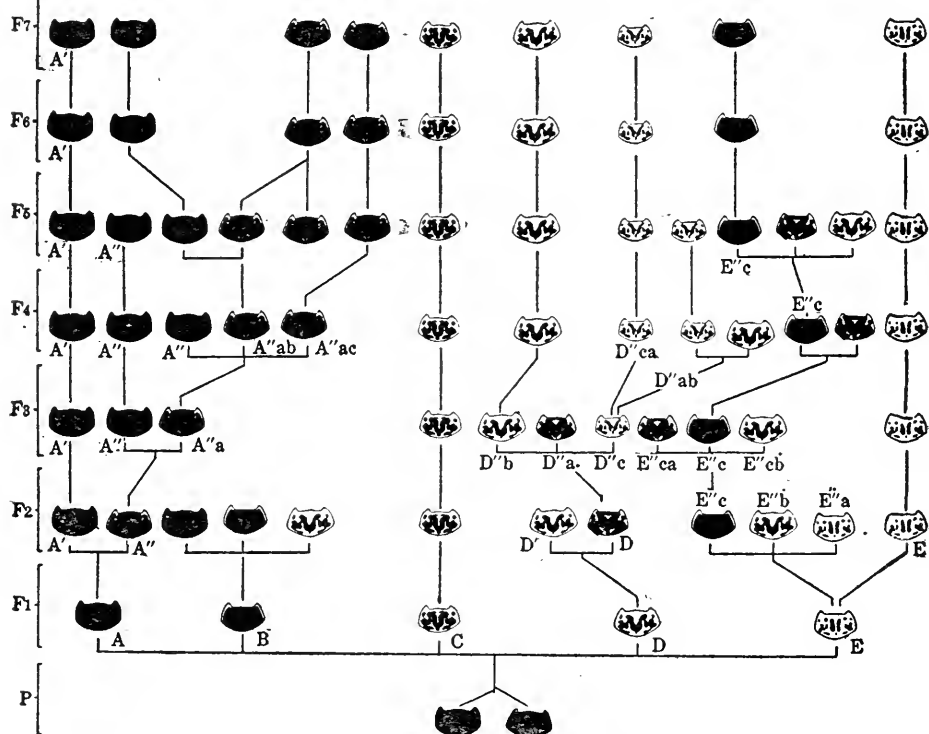 F7
A′
F6
A′
F5
A′ A″ E″c
F4
E″c
A′ A″ A″ A″ab A″ac D″ca
D″ab
F3
A′ A″ A″a
D″b D″a D″c E″ca E″c E″cb
F2
E″c E″b E″a
A′ A″ D′ D E
F1
A B C D E
P